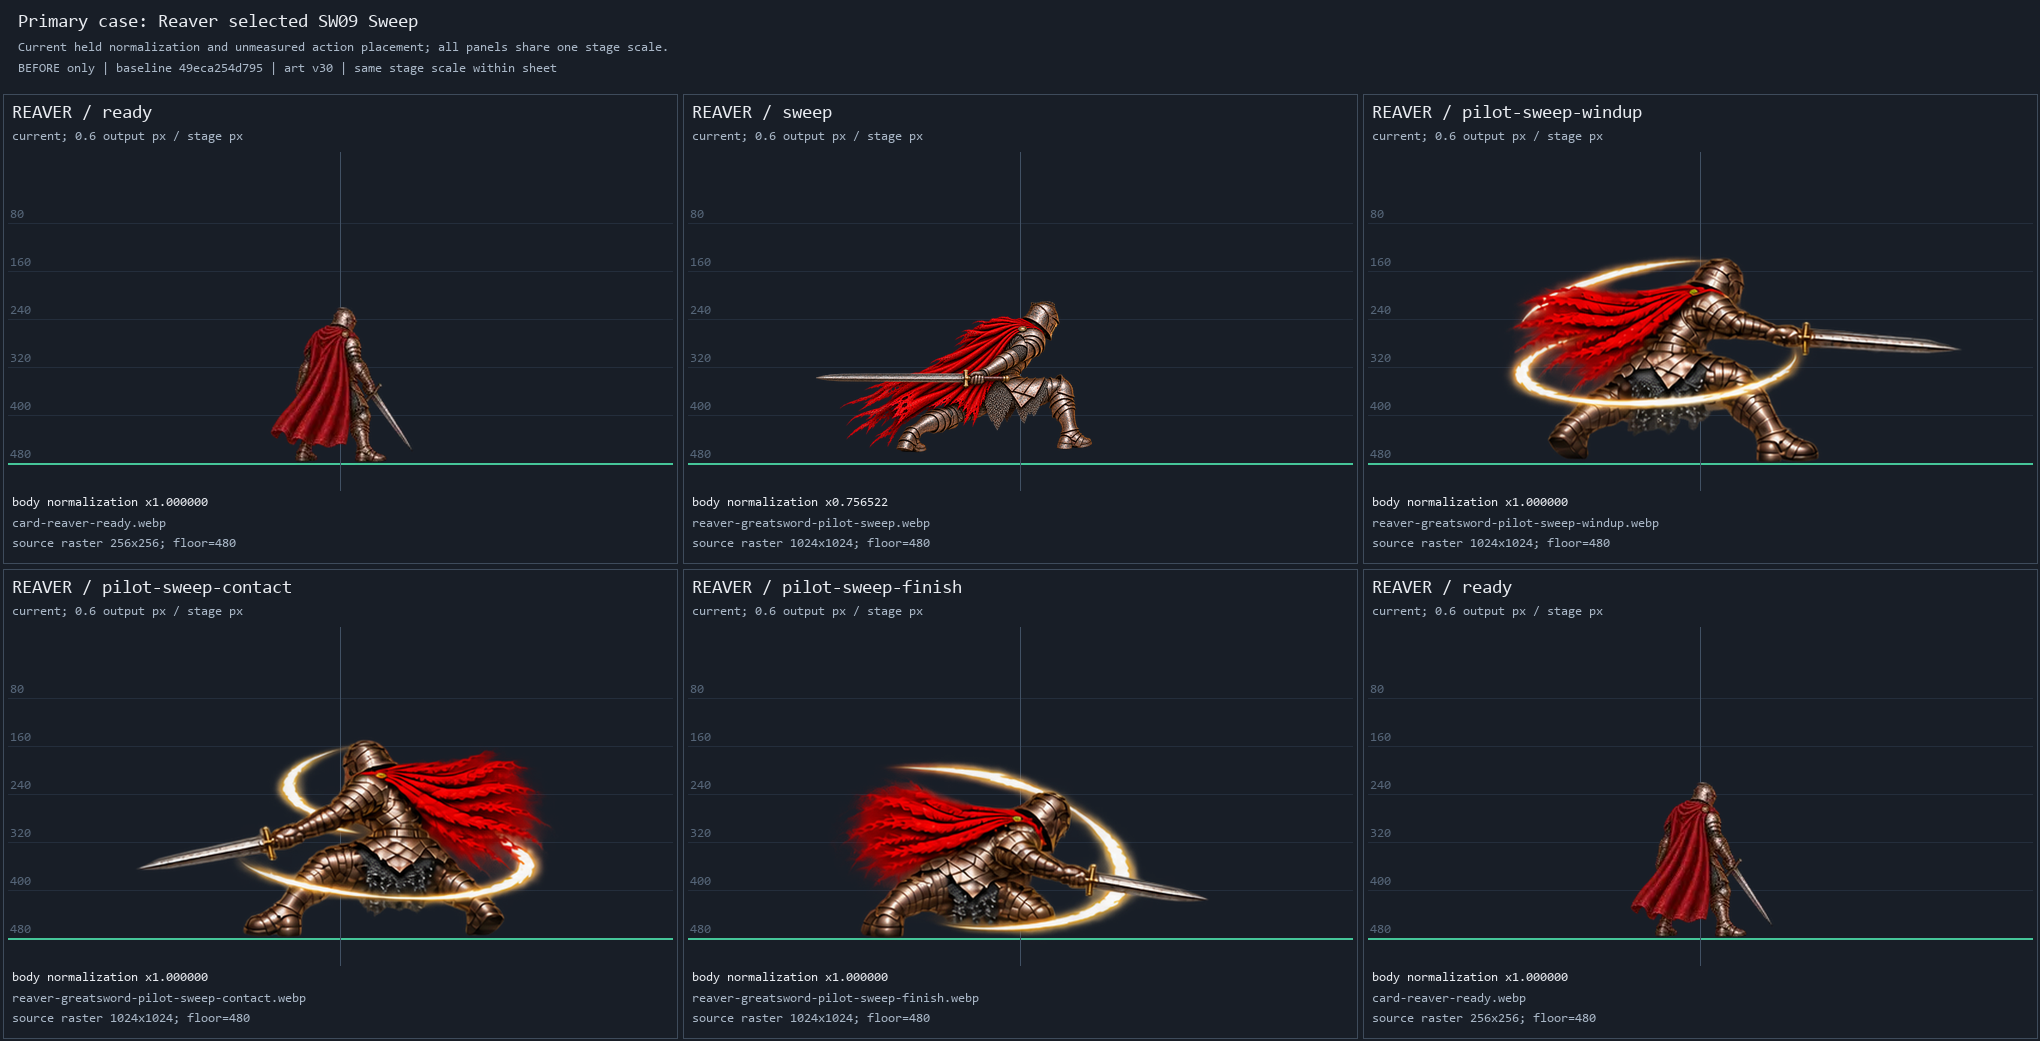 Primary case: Reaver selected SW09 Sweep
Current held normalization and unmeasured action placement; all panels share one stage scale.
BEFORE only | baseline 49eca254d795 | art v30 | same stage scale within sheet
REAVER / ready
current; 0.6 output px / stage px
80
160
240
320
400
480
body normalization x1.000000
card-reaver-ready.webp
source raster 256x256; floor=480
REAVER / sweep
current; 0.6 output px / stage px
80
160
240
320
400
480
body normalization x0.756522
reaver-greatsword-pilot-sweep.webp
source raster 1024x1024; floor=480
REAVER / pilot-sweep-windup
current; 0.6 output px / stage px
80
160
240
320
400
480
body normalization x1.000000
reaver-greatsword-pilot-sweep-windup.webp
source raster 1024x1024; floor=480
REAVER / pilot-sweep-contact
current; 0.6 output px / stage px
80
160
240
320
400
480
body normalization x1.000000
reaver-greatsword-pilot-sweep-contact.webp
source raster 1024x1024; floor=480
REAVER / pilot-sweep-finish
current; 0.6 output px / stage px
80
160
240
320
400
480
body normalization x1.000000
reaver-greatsword-pilot-sweep-finish.webp
source raster 1024x1024; floor=480
REAVER / ready
current; 0.6 output px / stage px
80
160
240
320
400
480
body normalization x1.000000
card-reaver-ready.webp
source raster 256x256; floor=480